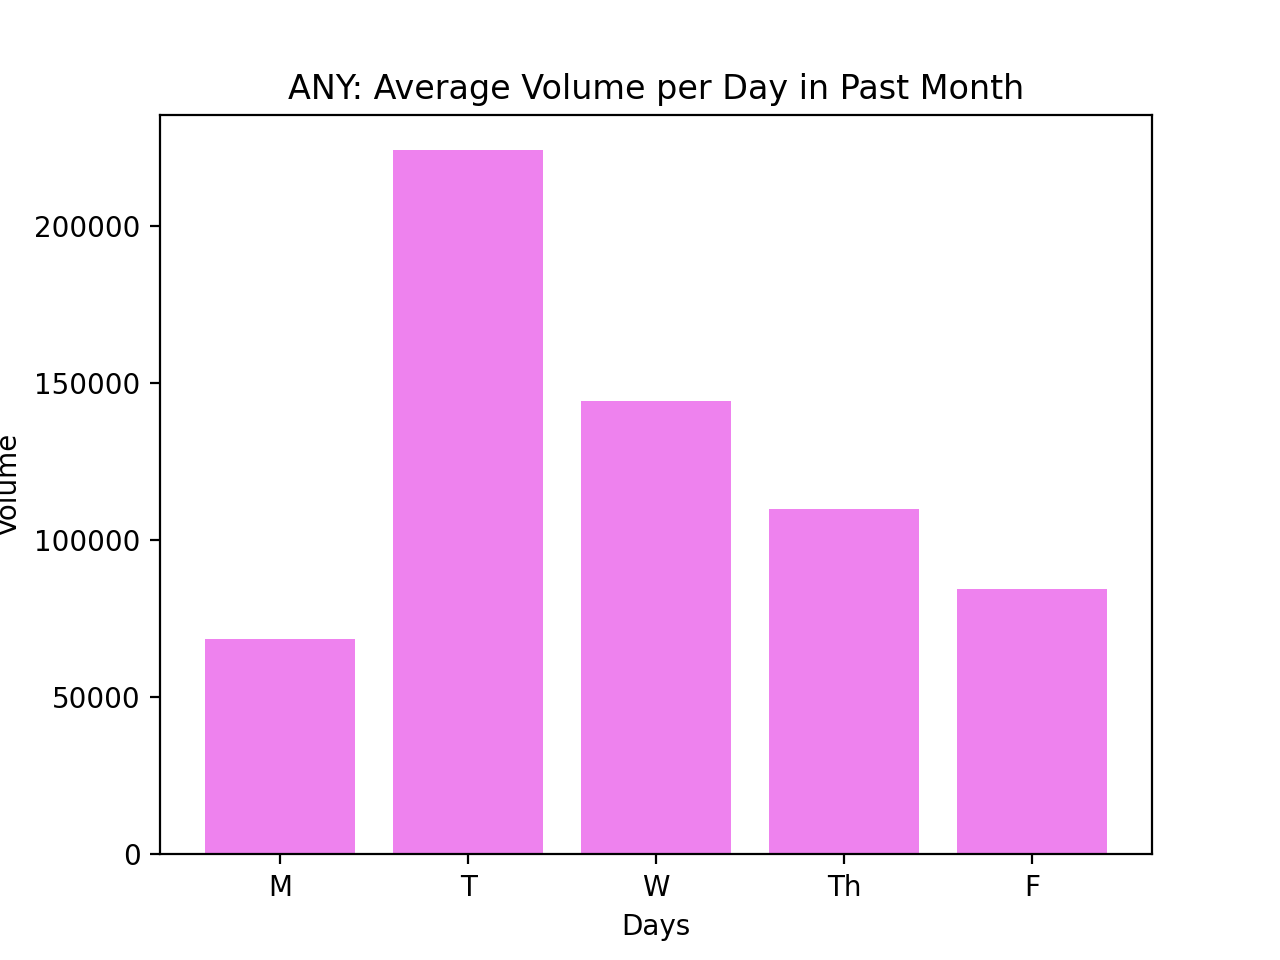 ANY: Average Volume per Day in Past Month
200000
150000
100000
50000
0
Volume
M T W Th F
Days